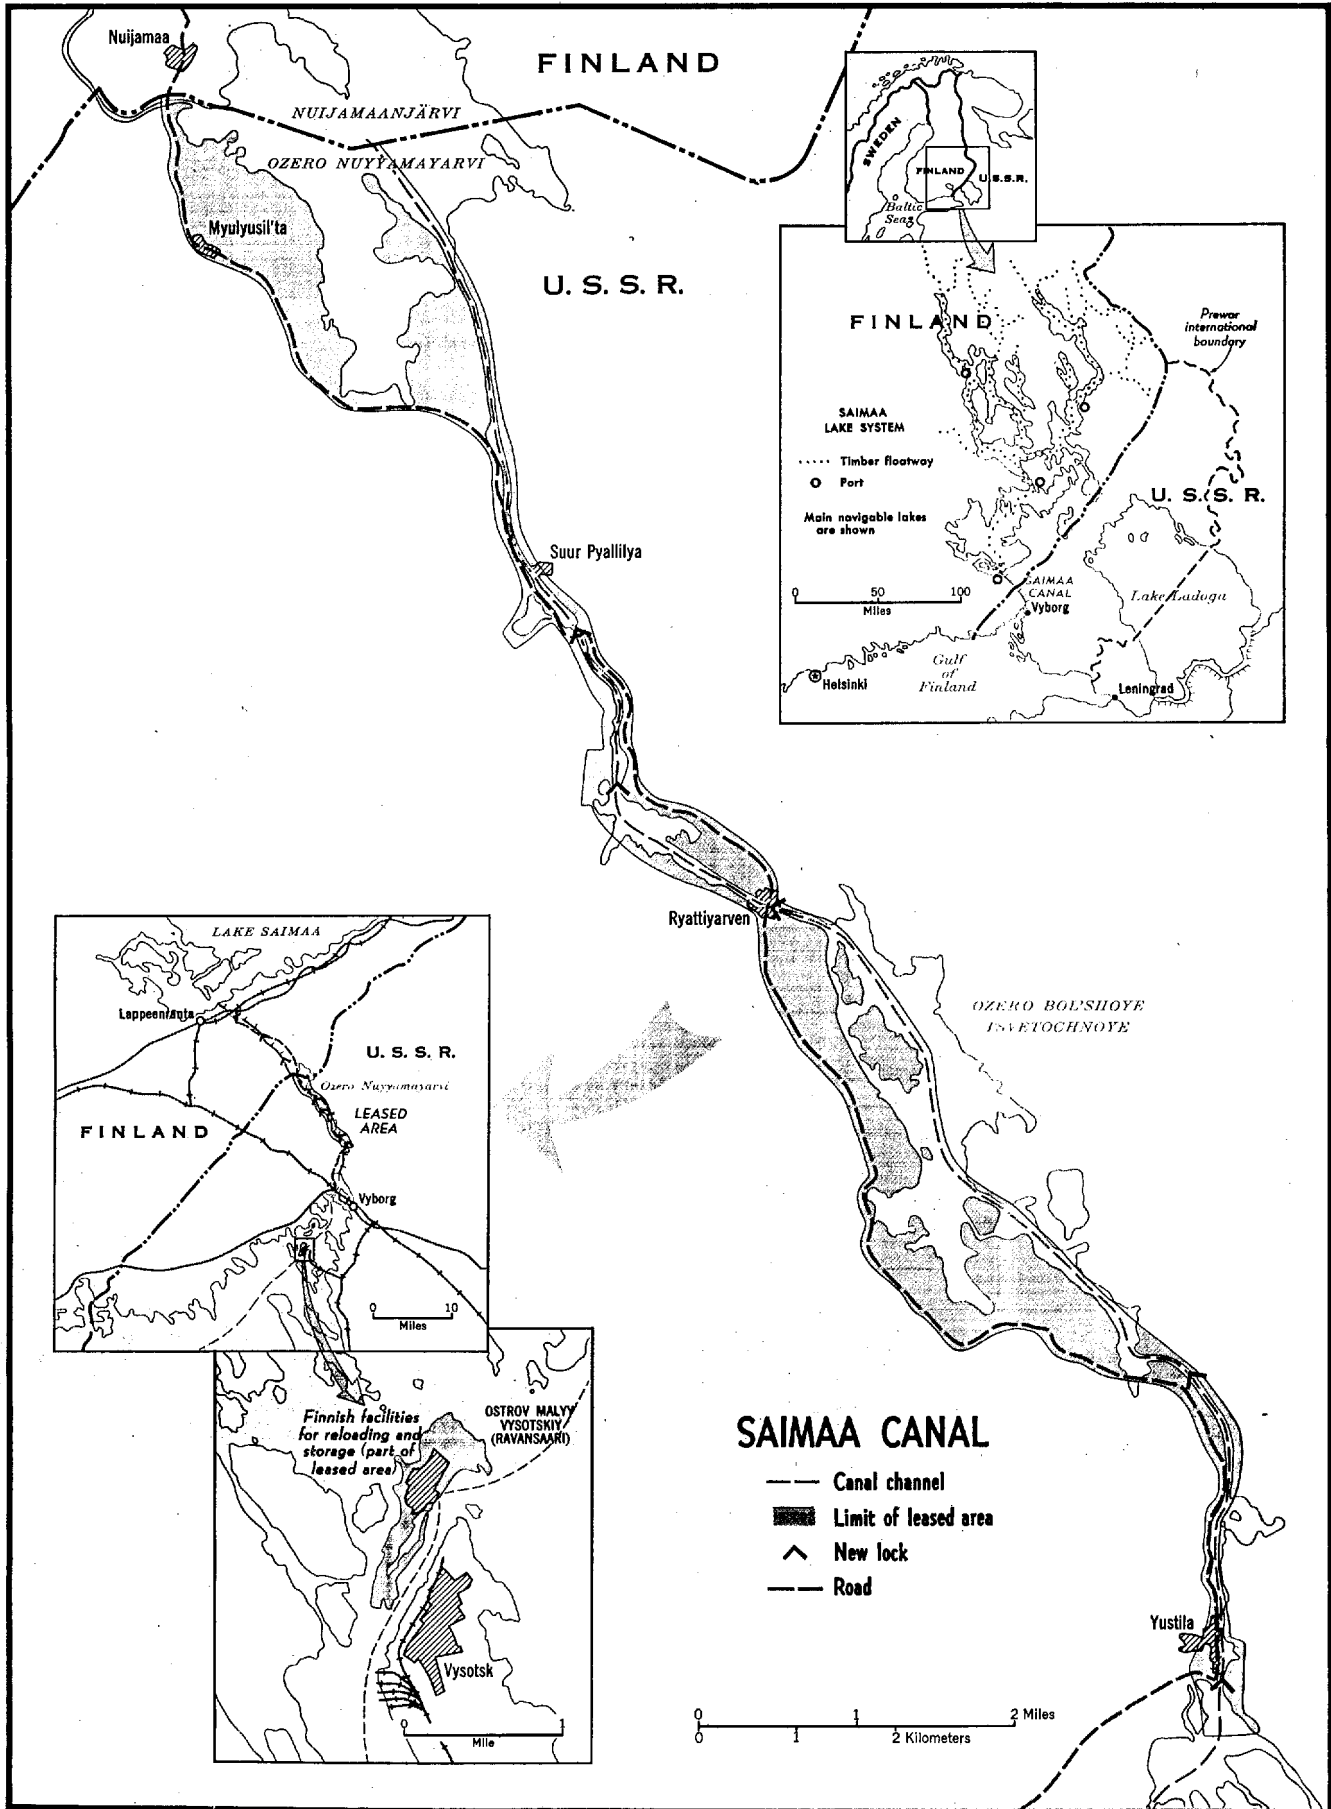 Nuijamaa
FINLAND
NUIJAMAANJÄRVI
OZERO NUYYAMAYARVI
Myulyusil'ta
U. S. S. R.
Suur Pyallilya
Ryattiyarven
OZERO BOL'SHOYE
TSVETOCHNOYE
Yustila
SWEDEN
FINLAND
U.S.S.R.
Baltic
Sea
FINLAND
Prewar
international
boundary
SAIMAA
LAKE SYSTEM
Timber floatway
Port
Main navigable lakes
are shown
U. S. S. R.
0 50 100
Miles
SAIMAA
CANAL
Vyborg
Lake Ladoga
Gulf
of
Finland
Helsinki
Leningrad
LAKE SAIMAA
Lappeenranta
U. S. S. R.
Ozero Nuyyamayarvi
LEASED
AREA
FINLAND
Vyborg
0 10
Miles
Finnish facilities
for reloading and
storage (part of
leased area)
OSTROV MALYY
VYSOTSKIY
(RAVANSAARI)
Vysotsk
0 1
Mile
SAIMAA CANAL
Canal channel
Limit of leased area
New lock
Road
0 1 2 Miles
0 1 2 Kilometers